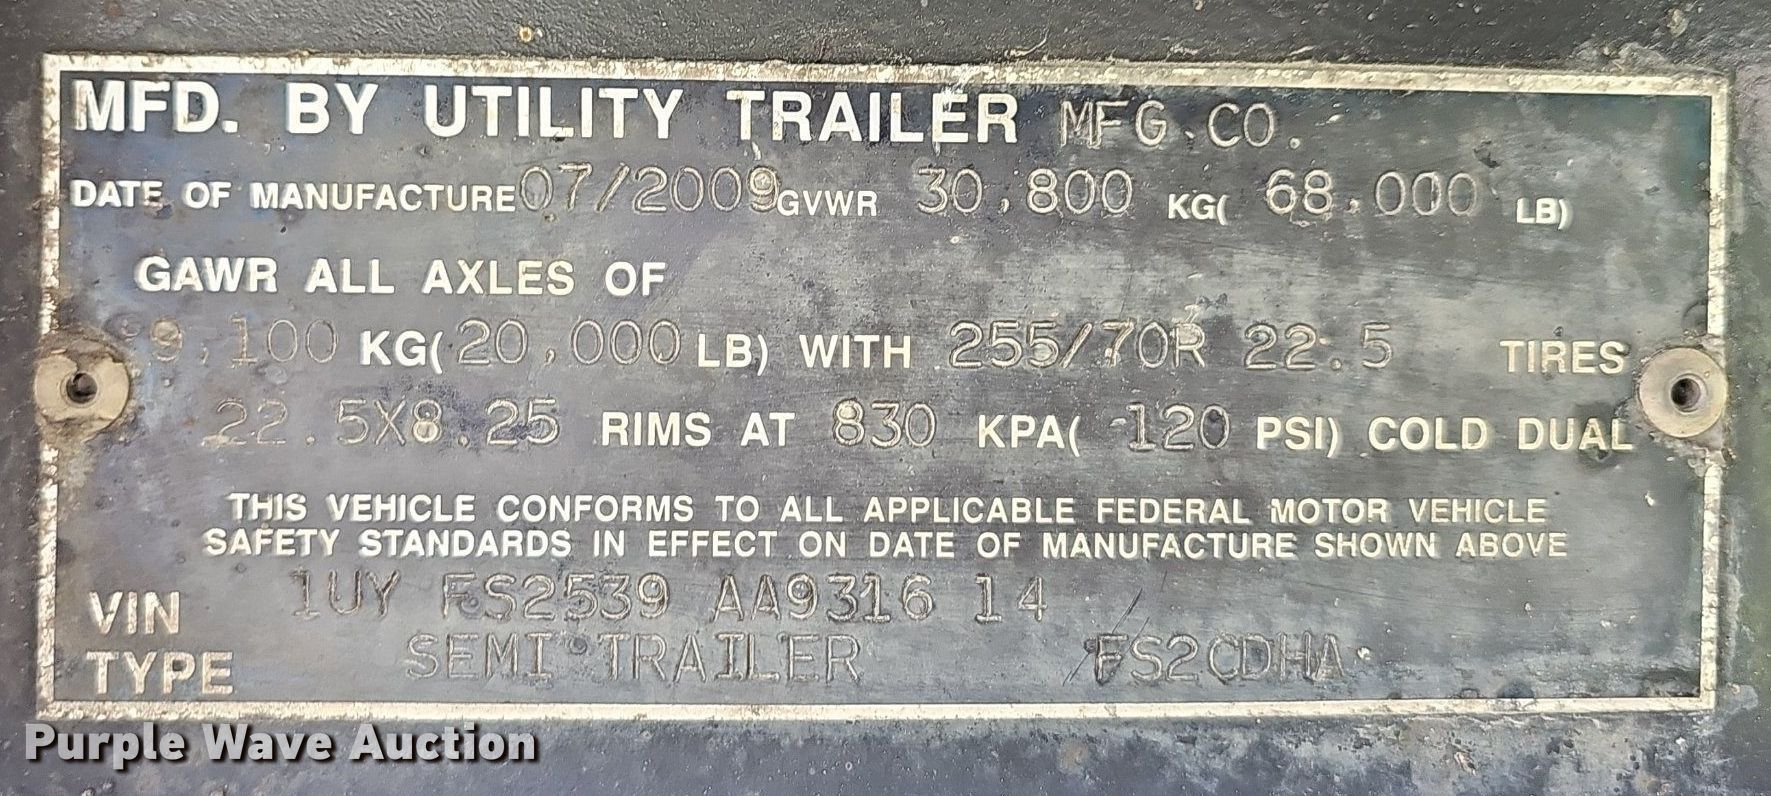 MFD. BY UTILITY TRAILER MFG.CO.
DATE OF MANUFACTURE 07/2009 GVWR 30,800 KG( 68,000 LB)
GAWR ALL AXLES OF
9,100 KG( 20,000 LB) WITH 255/70R 22.5 TIRES
22.5X8.25 RIMS AT 830 KPA( 120 PSI) COLD DUAL
THIS VEHICLE CONFORMS TO ALL APPLICABLE FEDERAL MOTOR VEHICLE
SAFETY STANDARDS IN EFFECT ON DATE OF MANUFACTURE SHOWN ABOVE
VIN 1UY FS2539 AA9316 14
TYPE SEMI TRAILER FS2CDHA
Purple Wave Auction